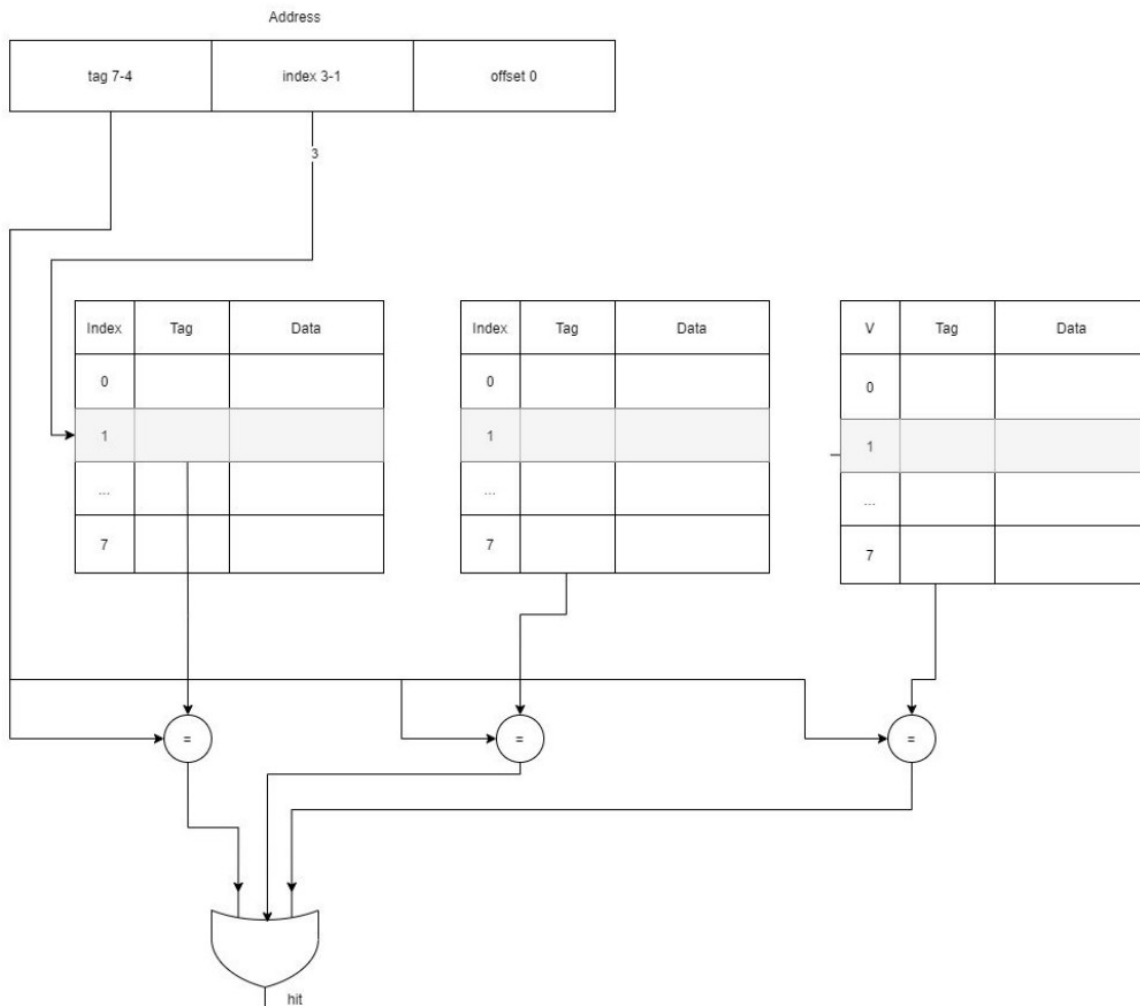 Address
tag 7-4 index 3-1 offset 0
3
Index Tag Data Index Tag Data V Tag Data
0 0 0
1 1 1
... ... ...
7 7 7
= = =
hit